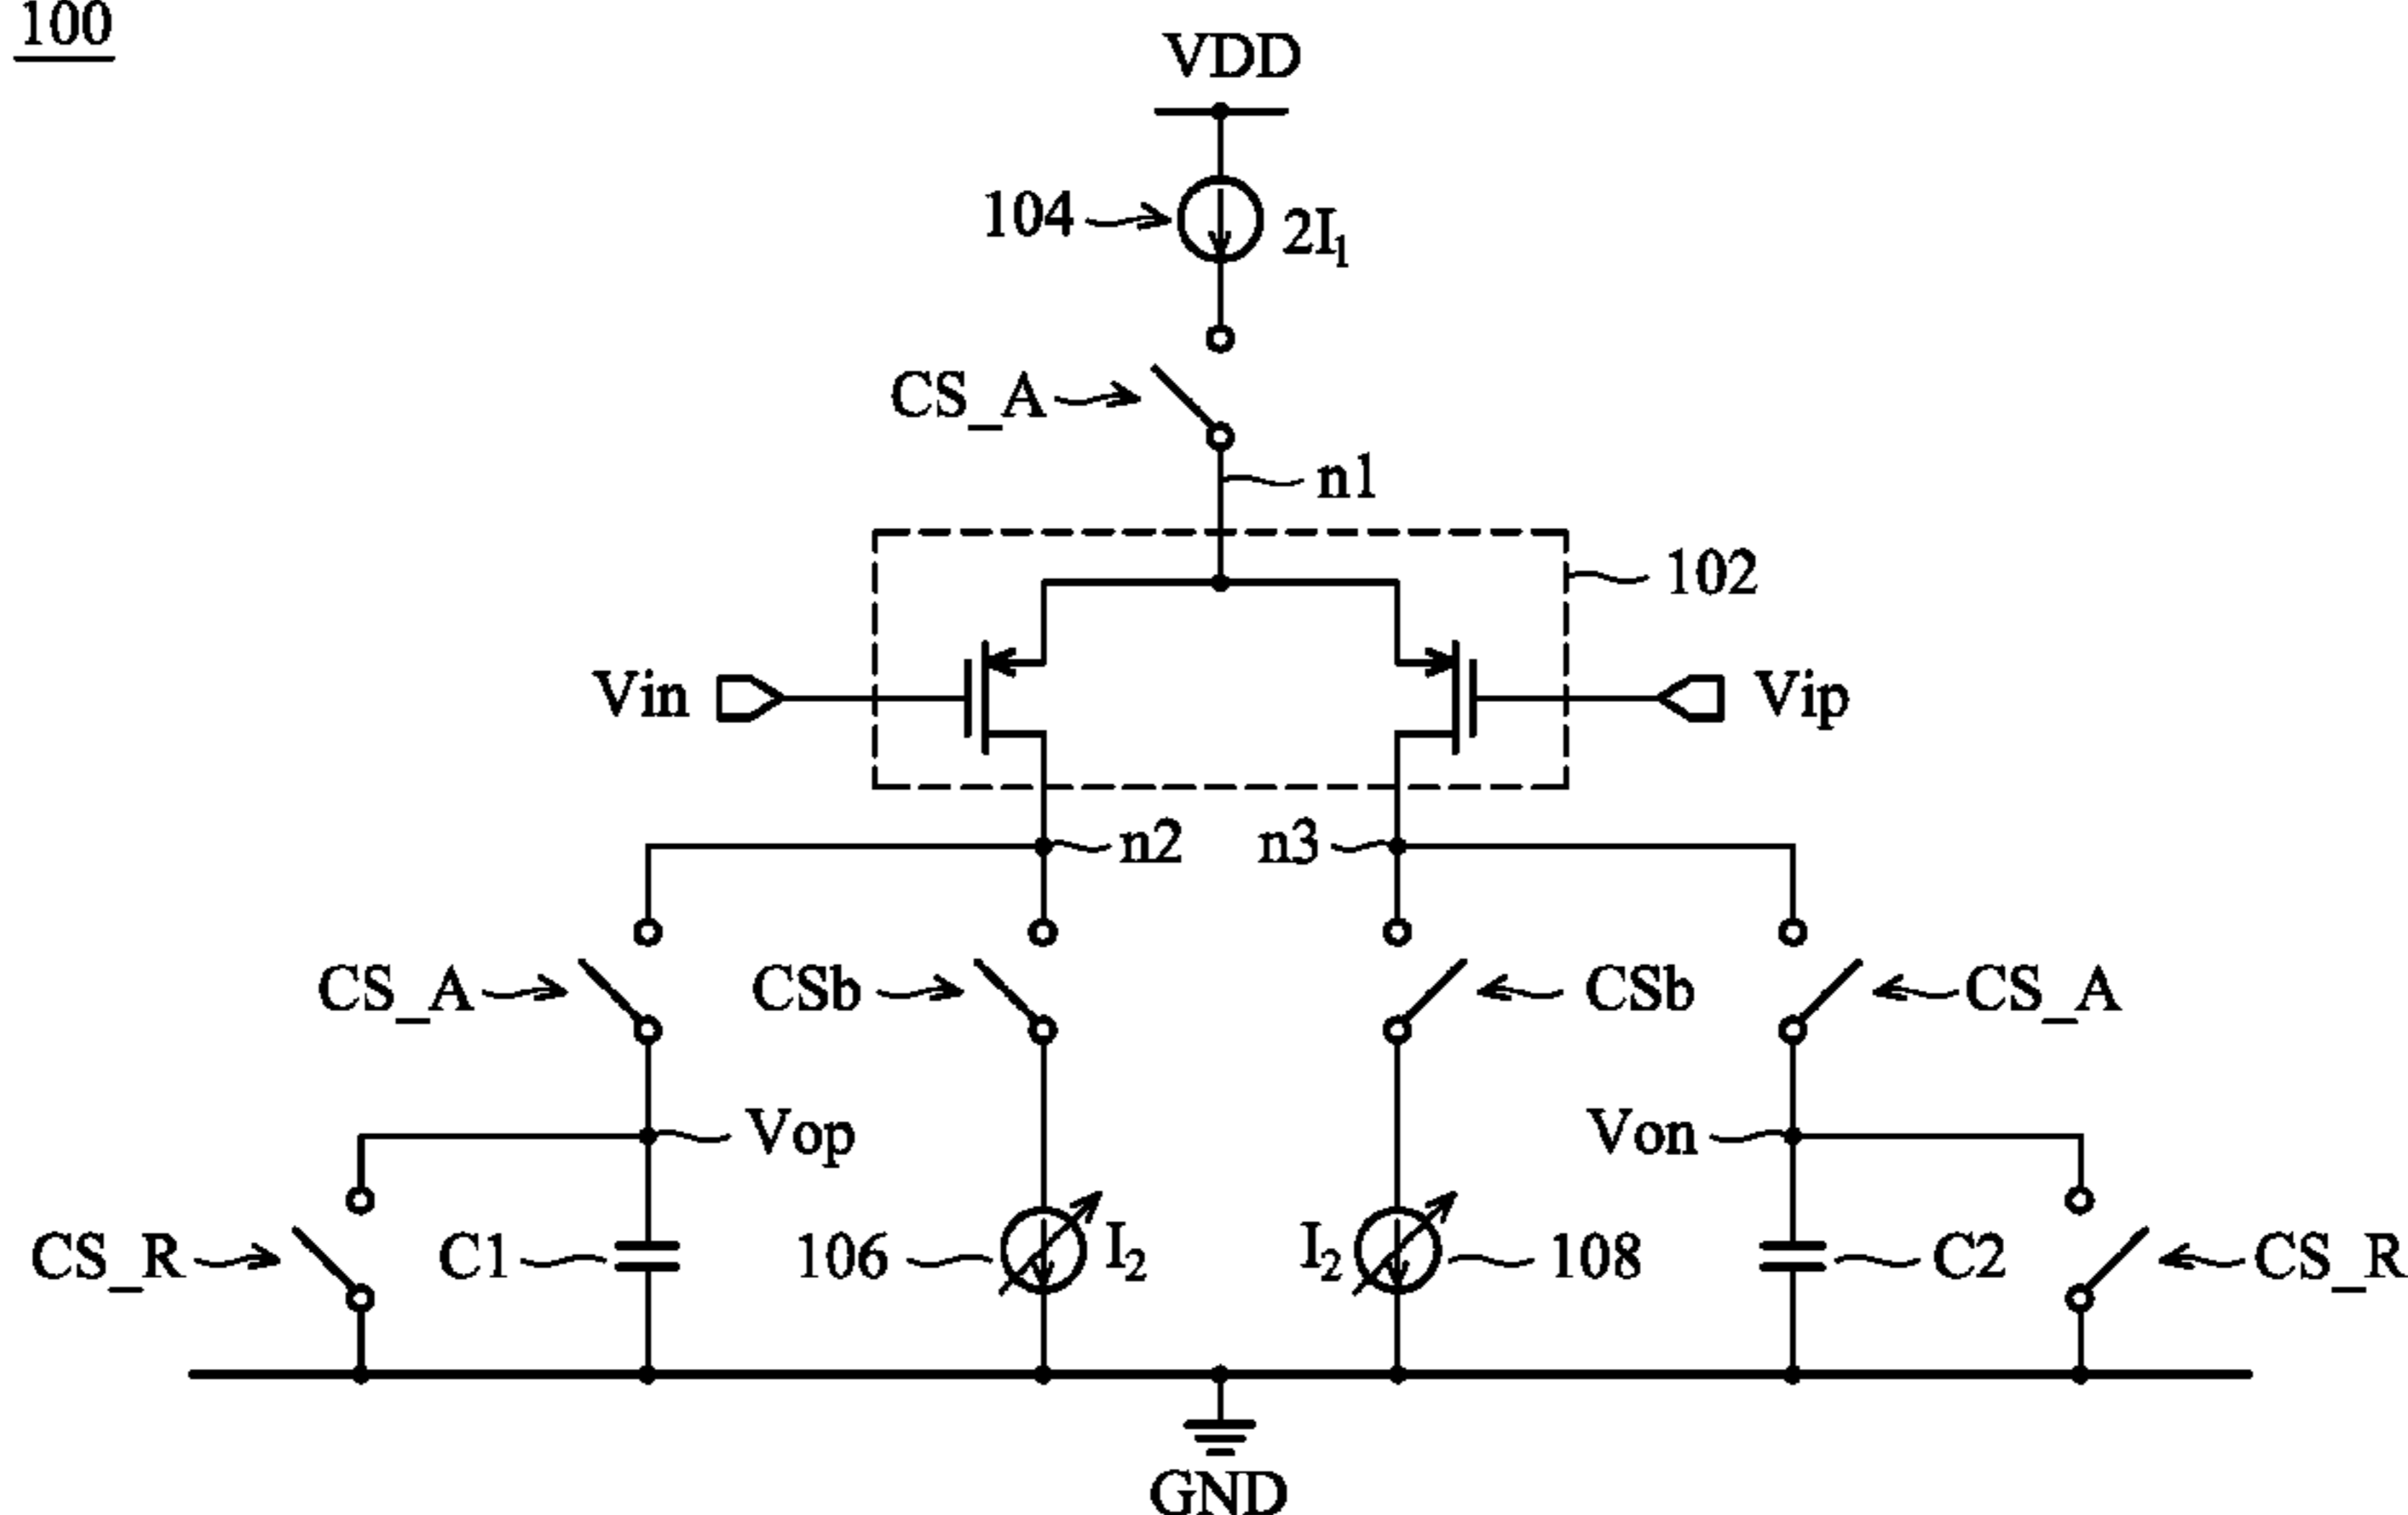 100
VDD
104
2I₁
CS_A
n1
102
Vin
Vip
n2
n3
CS_A
CSb
CSb
CS_A
Vop
Von
CS_R
C1
106
I₂
I₂
108
C2
CS_R
GND